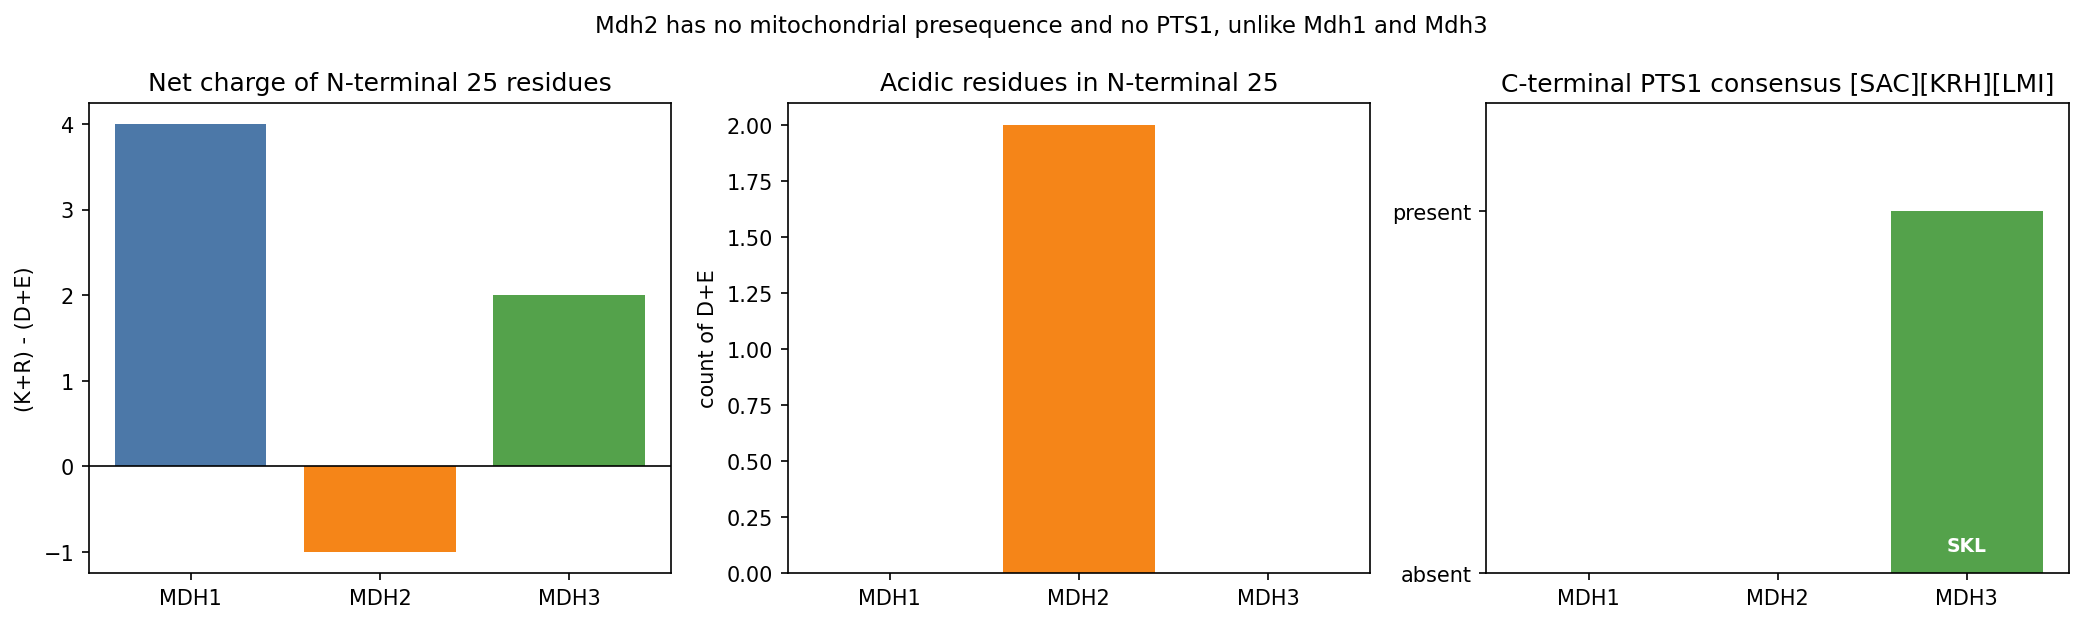 Mdh2 has no mitochondrial presequence and no PTS1, unlike Mdh1 and Mdh3
Net charge of N-terminal 25 residues
(K+R) - (D+E)
4
3
2
1
0
−1
MDH1
MDH2
MDH3
Acidic residues in N-terminal 25
count of D+E
2.00
1.75
1.50
1.25
1.00
0.75
0.50
0.25
0.00
MDH1
MDH2
MDH3
C-terminal PTS1 consensus [SAC][KRH][LMI]
present
absent
SKL
MDH1
MDH2
MDH3